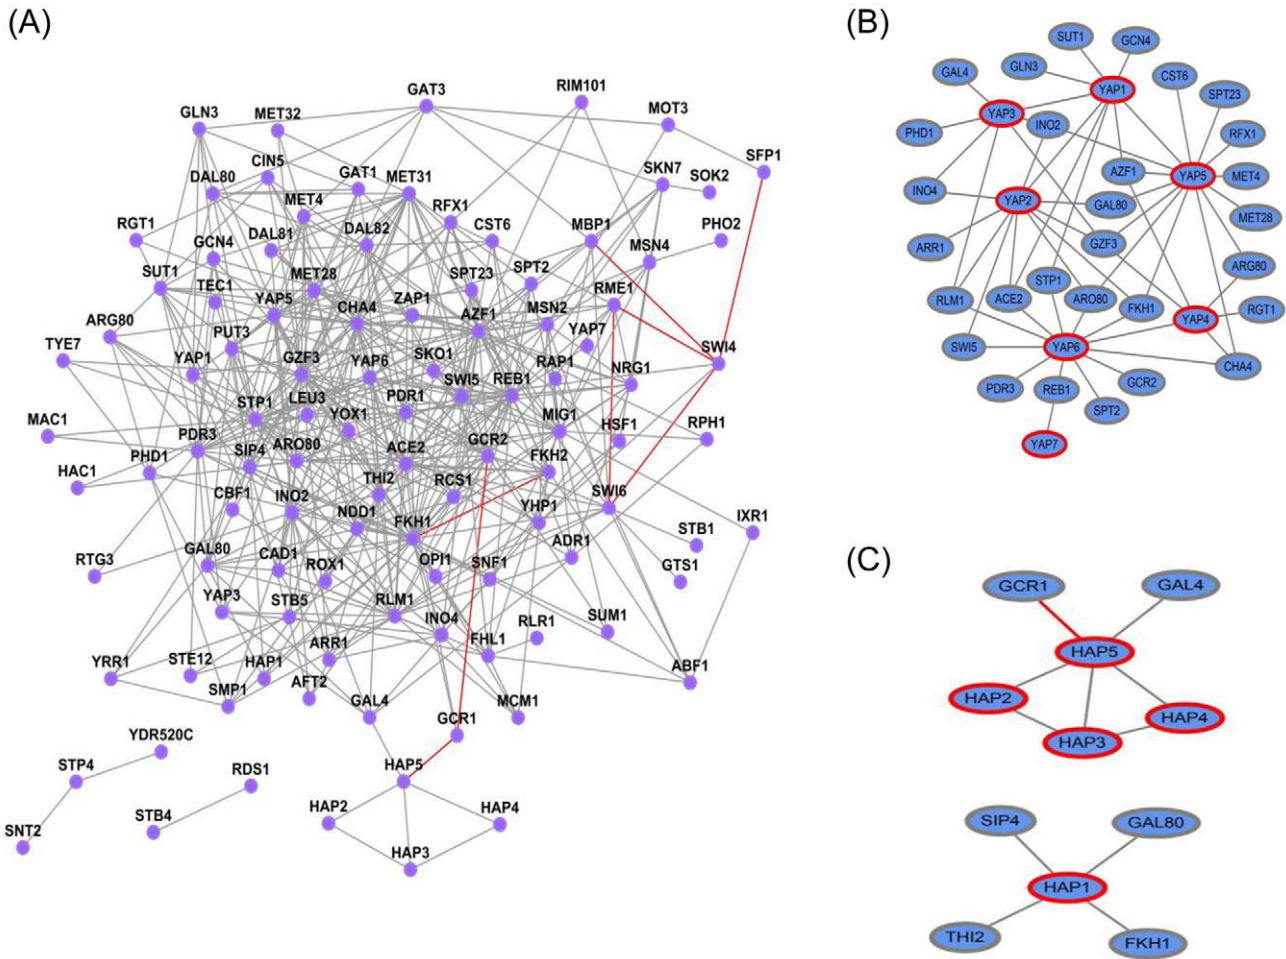 (A)
(B)
(C)
GAT3
RIM101
GLN3
MET32
MOT3
SFP1
CIN5
SKN7
DAL80
GAT1
MET31
SOK2
MET4
RFX1
RGT1
DAL81
DAL82
CST6
MBP1
PHO2
GCN4
MSN4
SUT1
MET28
SPT23
SPT2
TEC1
YAP5
CHA4
ZAP1
AZF1
MSN2
RME1
ARG80
PUT3
YAP7
TYE7
YAP1
GZF3
YAP6
SKO1
RAP1
SWI4
SWI5
REB1
NRG1
STP1
LEU3
YOX1
PDR1
MIG1
MAC1
PDR3
HSF1
RPH1
PHD1
SIP4
ARO80
ACE2
GCR2
FKH2
HAC1
CBF1
INO2
THI2
RCS1
SWI6
NDD1
FKH1
YHP1
STB1
IXR1
RTG3
GAL80
CAD1
ROX1
OPI1
SNF1
ADR1
GTS1
YAP3
STB5
RLM1
INO4
RLR1
SUM1
YRR1
STE12
HAP1
ARR1
FHL1
ABF1
SMP1
AFT2
GAL4
GCR1
MCM1
YDR520C
STP4
RDS1
HAP5
SNT2
STB4
HAP2
HAP4
HAP3
SUT1
GCN4
GAL4
GLN3
CST6
YAP1
SPT23
YAP3
INO2
PHD1
RFX1
AZF1
YAP5
MET4
INO4
YAP2
GAL80
MET28
ARR1
GZF3
ARG80
STP1
RLM1
ACE2
ARO80
FKH1
YAP4
RGT1
SWI5
YAP6
CHA4
PDR3
REB1
GCR2
SPT2
YAP7
GCR1
GAL4
HAP5
HAP2
HAP4
HAP3
SIP4
GAL80
HAP1
THI2
FKH1